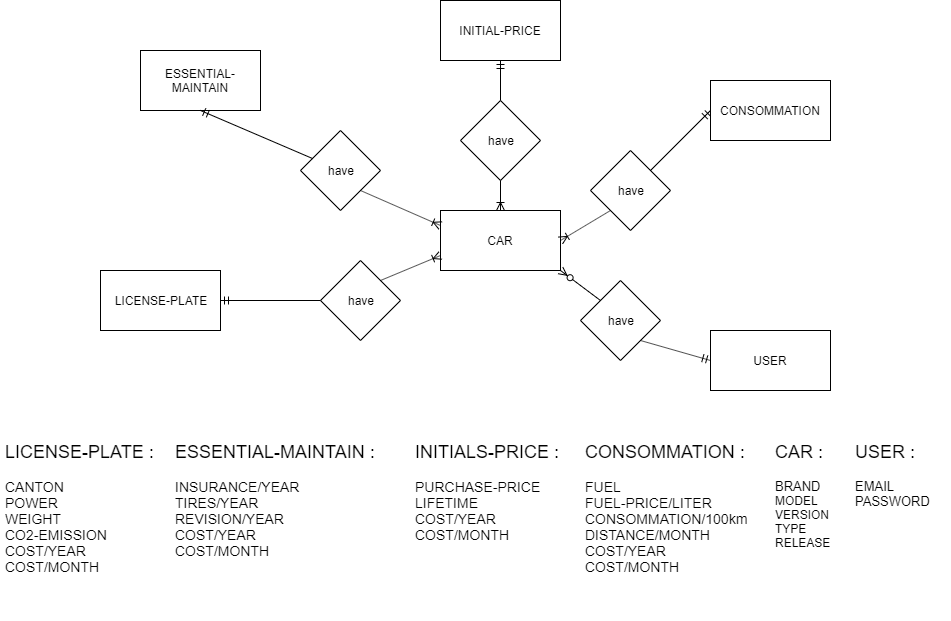 INITIAL-PRICE
ESSENTIAL-
MAINTAIN
CONSOMMATION
have
have
have
CAR
LICENSE-PLATE
have
have
USER
LICENSE-PLATE :
CANTON
POWER
WEIGHT
CO2-EMISSION
COST/YEAR
COST/MONTH
ESSENTIAL-MAINTAIN :
INSURANCE/YEAR
TIRES/YEAR
REVISION/YEAR
COST/YEAR
COST/MONTH
INITIALS-PRICE :
PURCHASE-PRICE
LIFETIME
COST/YEAR
COST/MONTH
CONSOMMATION :
FUEL
FUEL-PRICE/LITER
CONSOMMATION/100km
DISTANCE/MONTH
COST/YEAR
COST/MONTH
CAR :
BRAND
MODEL
VERSION
TYPE
RELEASE
USER :
EMAIL
PASSWORD